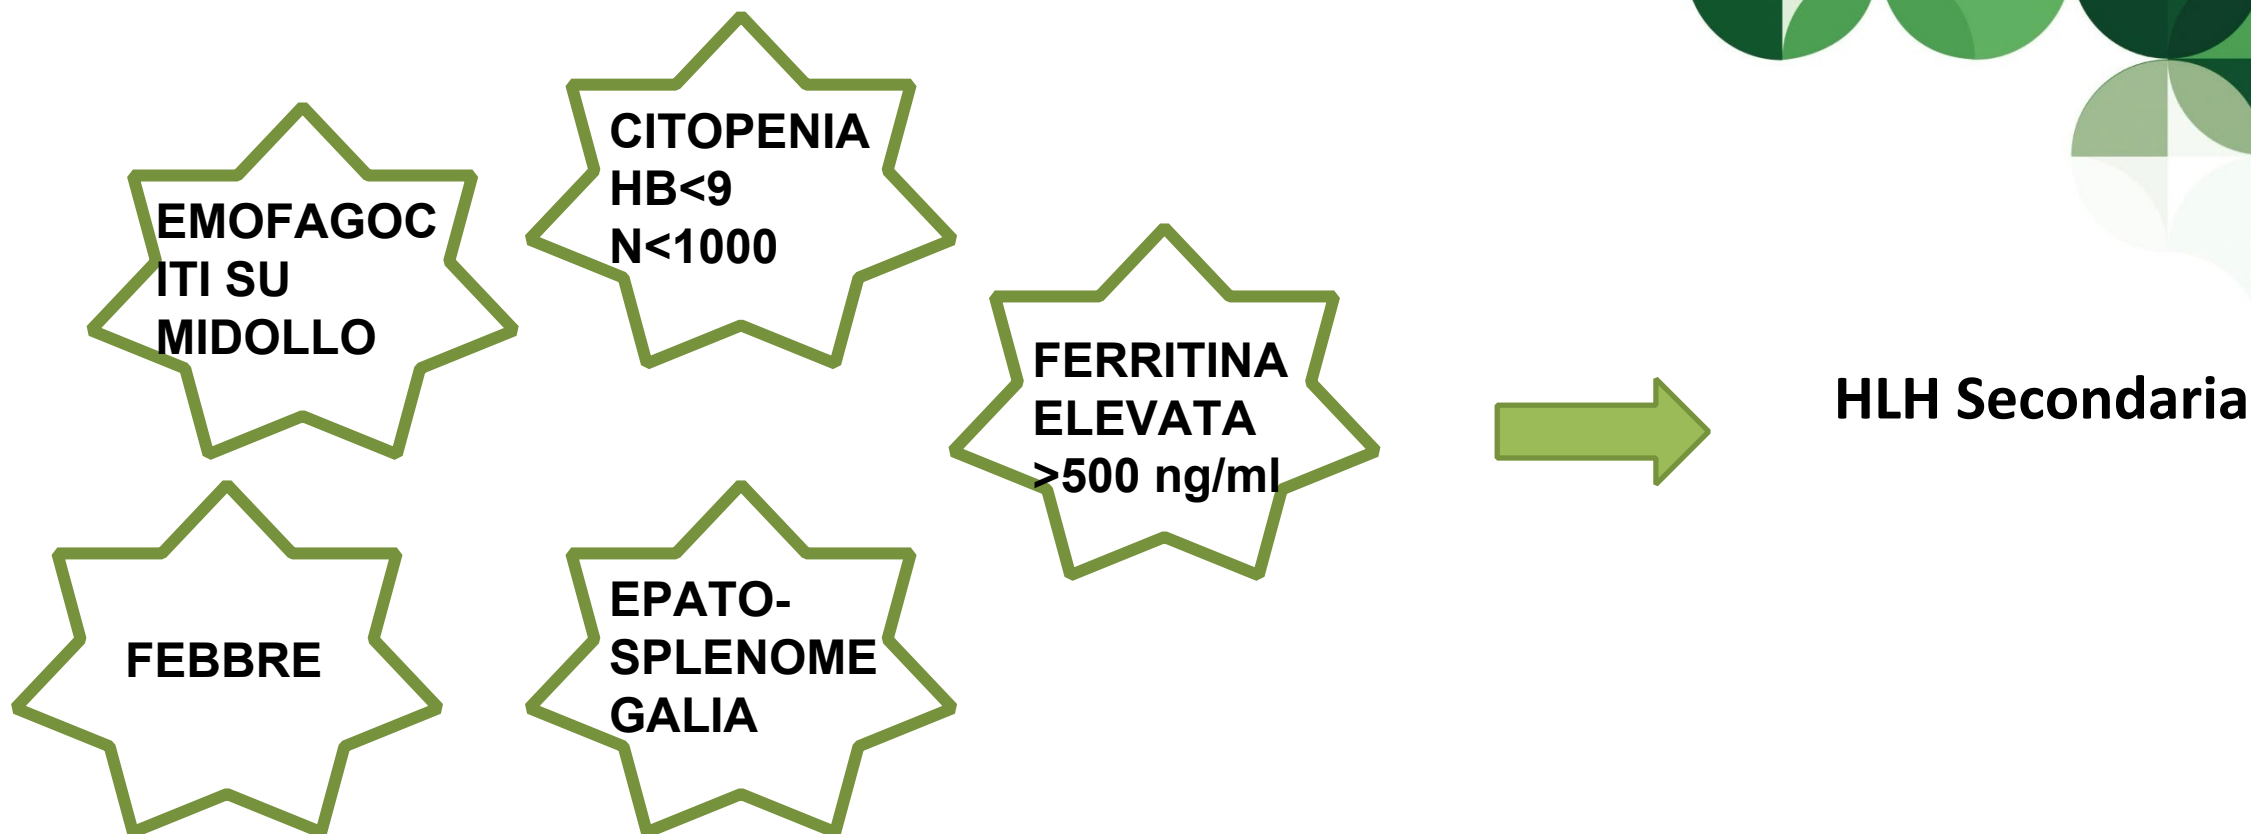 EMOFAGOC
ITI SU
MIDOLLO
CITOPENIA
HB<9
N<1000
FERRITINA
ELEVATA
>500 ng/ml
HLH Secondaria
FEBBRE
EPATO-
SPLENOME
GALIA